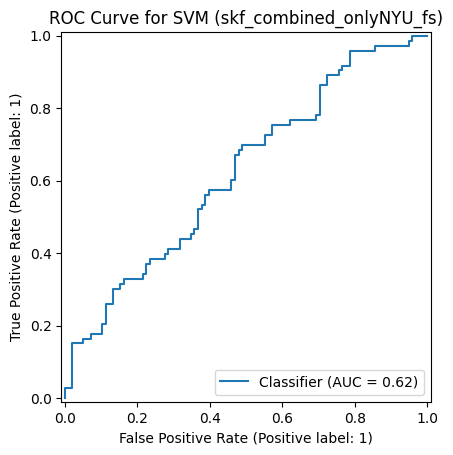 ROC Curve for SVM (skf_combined_onlyNYU_fs)
True Positive Rate (Positive label: 1)
1.0
0.8
0.6
0.4
0.2
0.0
Classifier (AUC = 0.62)
0.0 0.2 0.4 0.6 0.8 1.0
False Positive Rate (Positive label: 1)